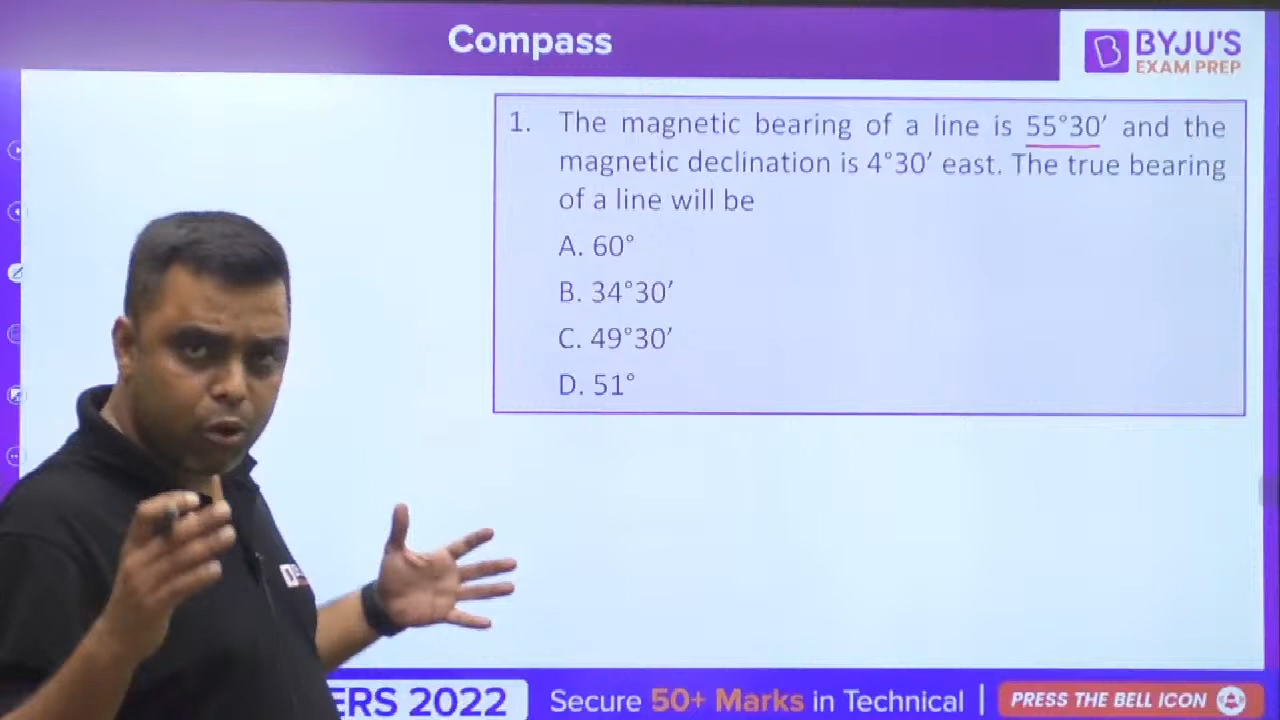 Compass
BYJU'S
EXAM PREP
1. The magnetic bearing of a line is 55°30′ and the
magnetic declination is 4°30′ east. The true bearing
of a line will be
A. 60°
B. 34°30′
C. 49°30′
D. 51°
ERS 2022
Secure 50+ Marks in Technical
PRESS THE BELL ICON